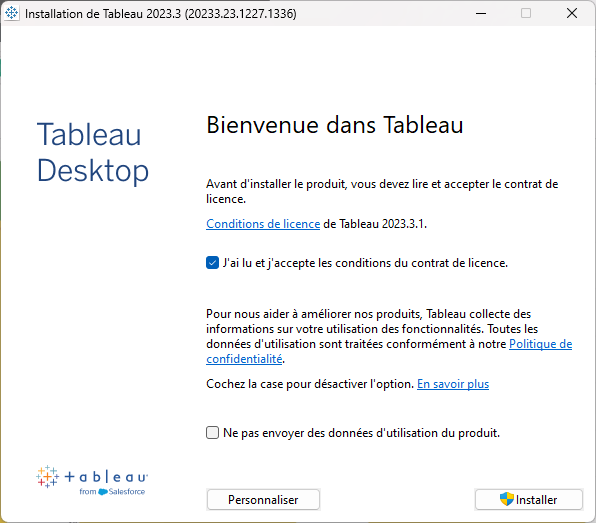 Installation de Tableau 2023.3 (20233.23.1227.1336)
Tableau
Desktop
Bienvenue dans Tableau
Avant d'installer le produit, vous devez lire et accepter le contrat de
licence.
Conditions de licence de Tableau 2023.3.1.
J'ai lu et j'accepte les conditions du contrat de licence.
Pour nous aider à améliorer nos produits, Tableau collecte des
informations sur votre utilisation des fonctionnalités. Toutes les
données d'utilisation sont traitées conformément à notre Politique de
confidentialité.
Cochez la case pour désactiver l'option. En savoir plus
Ne pas envoyer des données d'utilisation du produit.
tableau
from Salesforce
Personnaliser
Installer